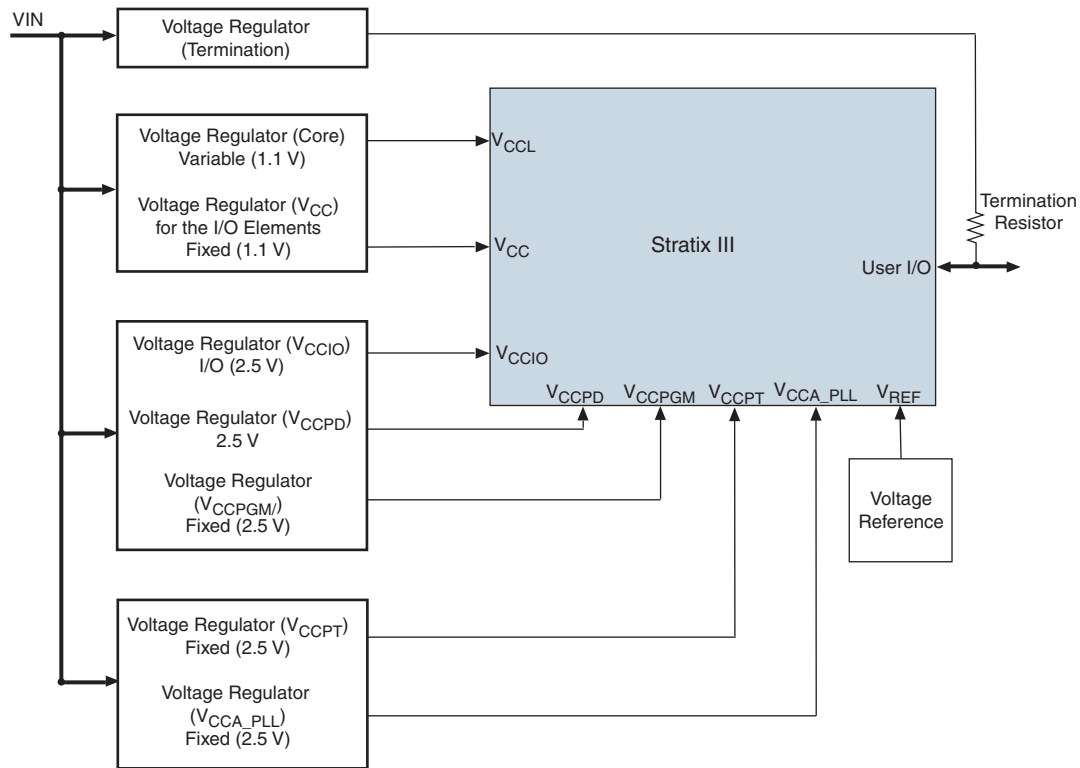 VIN
Voltage Regulator
(Termination)
Voltage Regulator (Core)
Variable (1.1 V)
Voltage Regulator (VCC)
for the I/O Elements
Fixed (1.1 V)
VCCL
VCC
Stratix III
User I/O
Termination
Resistor
Voltage Regulator (VCCIO)
I/O (2.5 V)
Voltage Regulator (VCCPD)
2.5 V
Voltage Regulator
(VCCPGM/)
Fixed (2.5 V)
VCCIO
VCCPD
VCCPGM
VCCPT
VCCA_PLL
VREF
Voltage
Reference
Voltage Regulator (VCCPT)
Fixed (2.5 V)
Voltage Regulator
(VCCA_PLL)
Fixed (2.5 V)